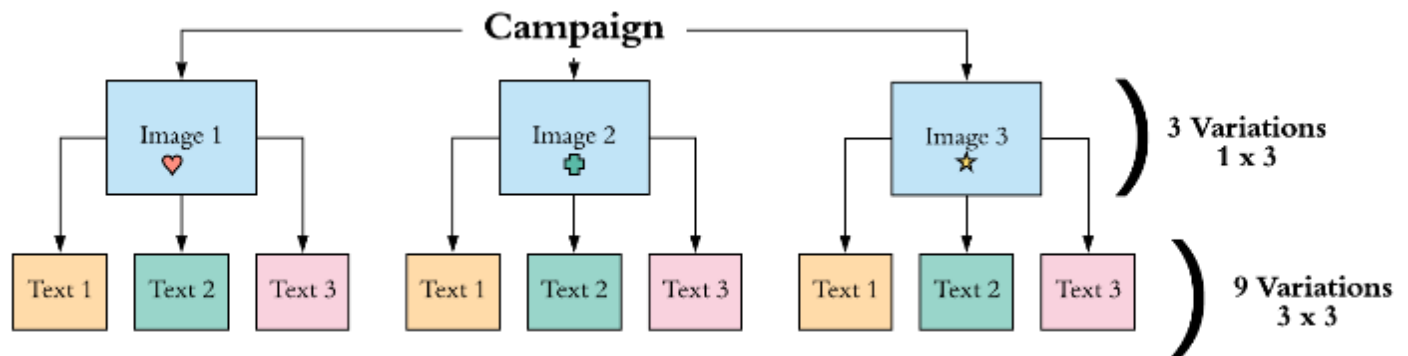 Campaign
Image 1
Image 2
Image 3
3 Variations
1 x 3
Text 1
Text 2
Text 3
Text 1
Text 2
Text 3
Text 1
Text 2
Text 3
9 Variations
3 x 3